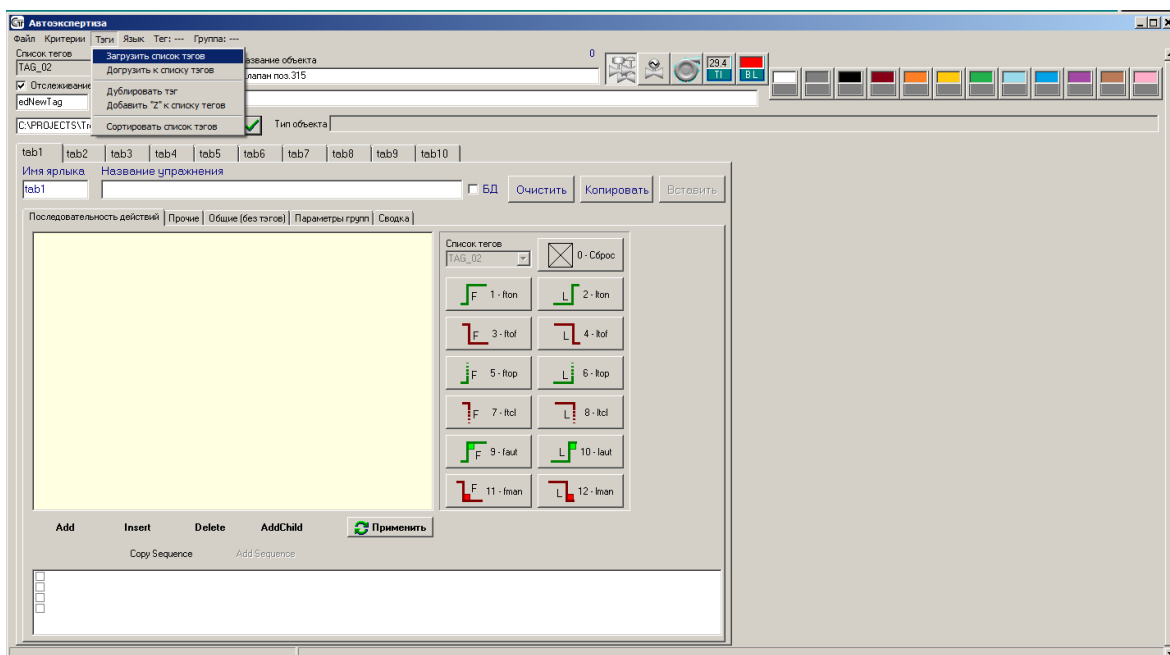 Автоэкспертиза
Файл Критерии Тэги Язык Тег: --- Группа: ---
Список тегов
Загрузить список тэгов
азвание объекта
0
TAG_02
Догрузить к списку тэгов
лапан поз.315
29.4
TI
BL
Отслеживание
Дублировать тэг
edNewTag
Добавить "Z" к списку тегов
C:\PROJECTS\Tr
Сортировать список тэгов
Тип объекта
tab1 tab2 tab3 tab4 tab5 tab6 tab7 tab8 tab9 tab10
Имя ярлыка Название упражнения
tab1
БД Очистить Копировать Вставить
Последовательность действий Прочие Общие (без тэгов) Параметры групп Сводка
Список тегов
TAG_02
0 - Сброс
F 1 - fton
L 2 - lton
F 3 - ftof
L 4 - ltof
F 5 - ftop
L 6 - ltop
F 7 - ftcl
L 8 - ltcl
F 9 - faut
L 10 - laut
F 11 - fman
L 12 - lman
Add Insert Delete AddChild Применить
Copy Sequence Add Sequence